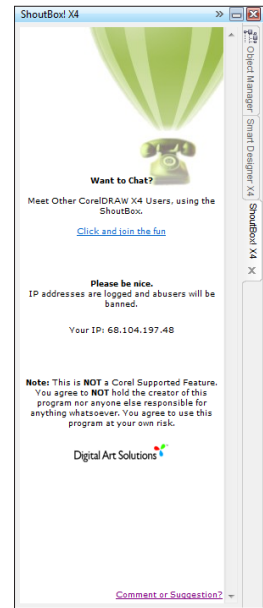 ShoutBox! X4
Object Manager
Smart Designer X4
ShoutBox! X4
Want to Chat?
Meet Other CorelDRAW X4 Users, using the
ShoutBox.
Click and join the fun
Please be nice.
IP addresses are logged and abusers will be
banned.
Your IP: 68.104.197.48
Note: This is NOT a Corel Supported Feature.
You agree to NOT hold the creator of this
program nor anyone else responsible for
anything whatsoever. You agree to use this
program at your own risk.
Digital Art Solutions
Comment or Suggestion?